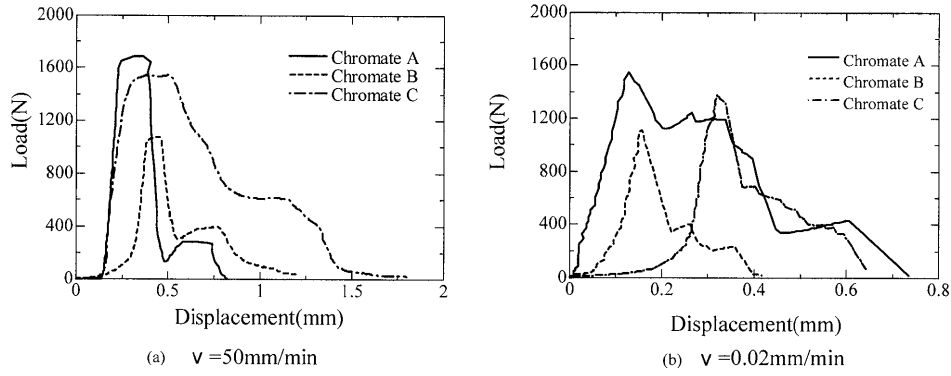 2000
1600
1200
800
400
0
Load(N)
Chromate A
Chromate B
Chromate C
0 0.5 1 1.5 2
Displacement(mm)
(a) v =50mm/min
2000
1600
1200
800
400
0
Load(N)
Chromate A
Chromate B
Chromate C
0 0.2 0.4 0.6 0.8
Displacement(mm)
(b) v =0.02mm/min